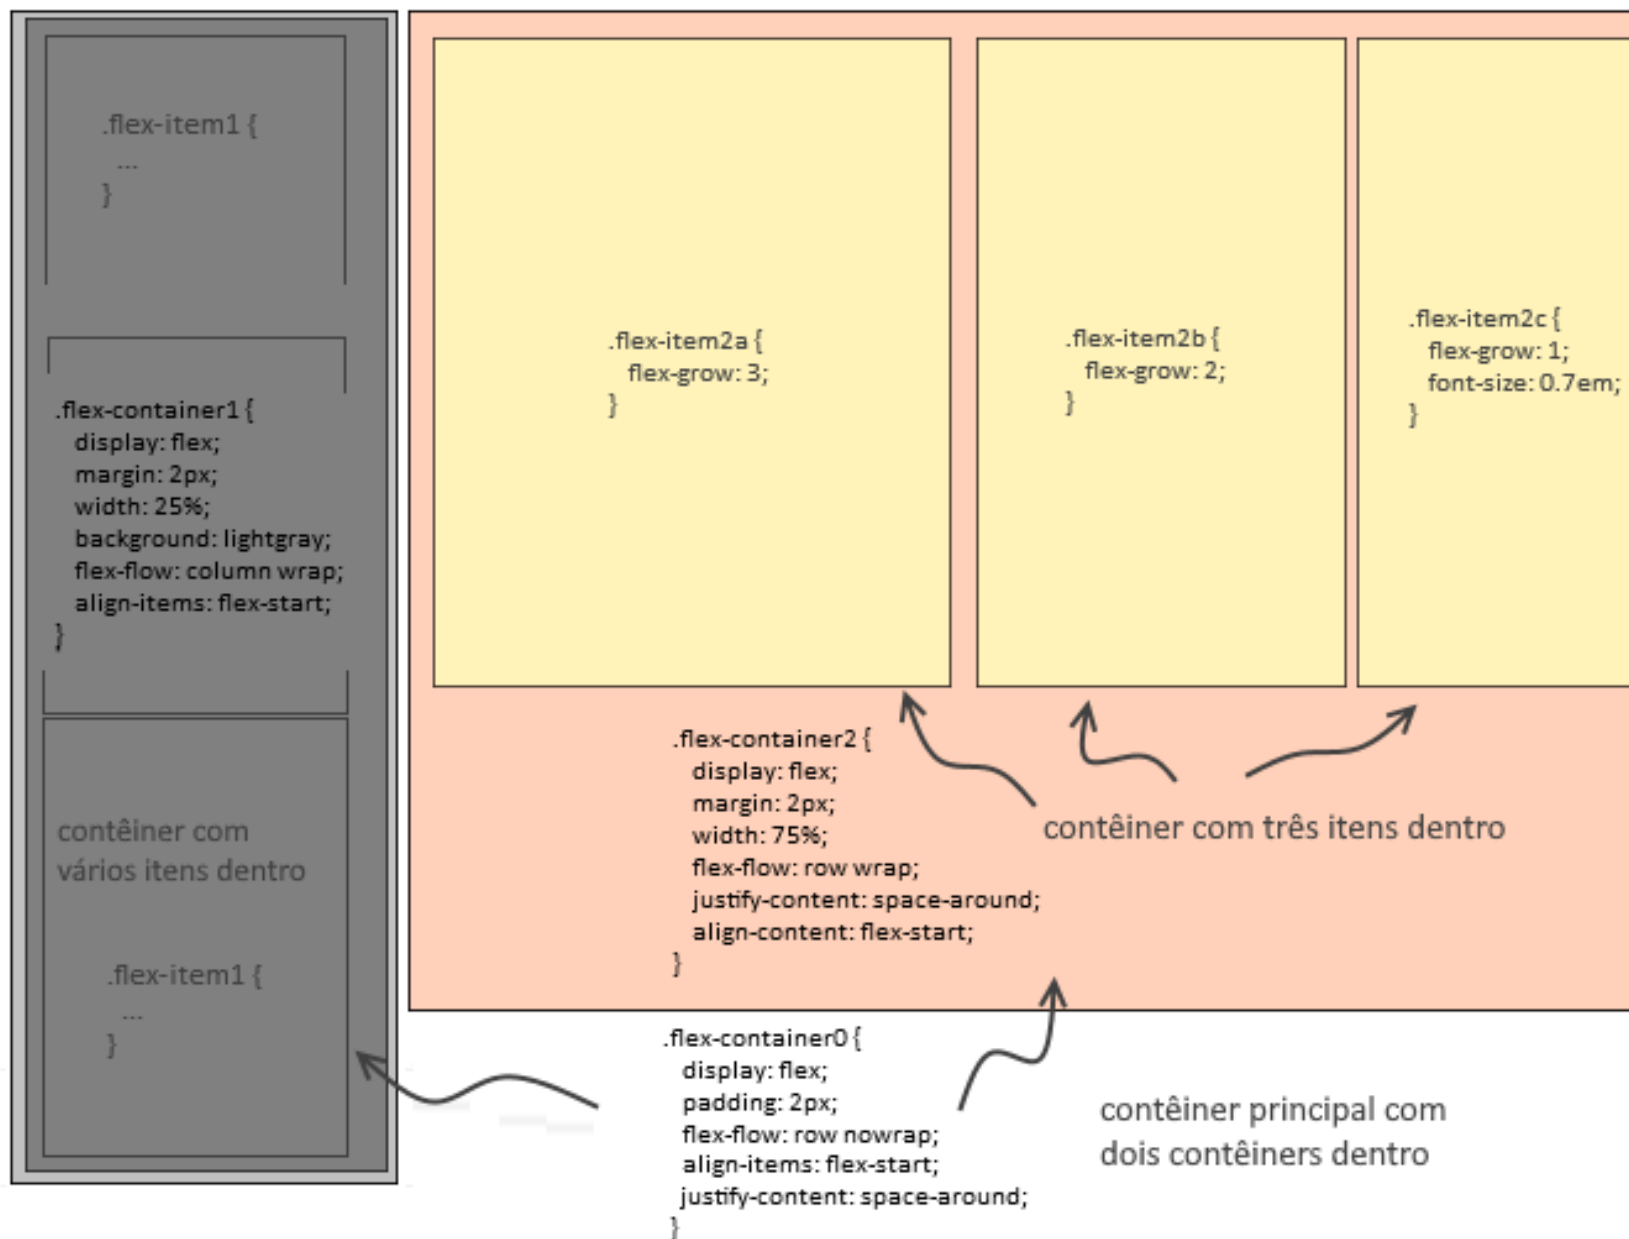 .flex-item1 {
...
}
.flex-container1 {
display: flex;
margin: 2px;
width: 25%;
background: lightgray;
flex-flow: column wrap;
align-items: flex-start;
}
contêiner com
vários itens dentro
.flex-item1 {
...
}
.flex-item2a {
flex-grow: 3;
}
.flex-item2b {
flex-grow: 2;
}
.flex-item2c {
flex-grow: 1;
font-size: 0.7em;
}
.flex-container2 {
display: flex;
margin: 2px;
width: 75%;
flex-flow: row wrap;
justify-content: space-around;
align-content: flex-start;
}
contêiner com três itens dentro
.flex-container0 {
display: flex;
padding: 2px;
flex-flow: row nowrap;
align-items: flex-start;
justify-content: space-around;
}
contêiner principal com
dois contêiners dentro